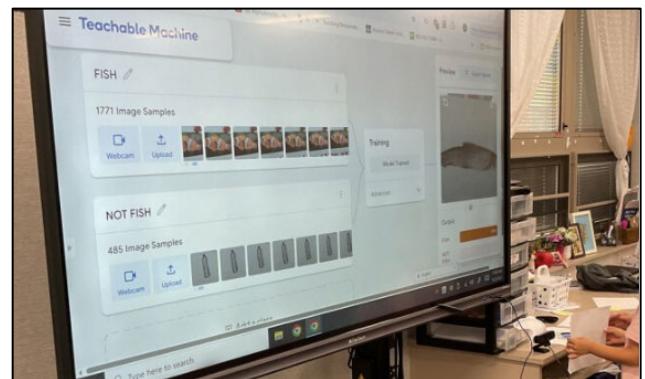 Teachable Machine
FISH
1771 Image Samples
Webcam
Upload
NOT FISH
485 Image Samples
Webcam
Upload
Training
Model Trained
Advanced
Preview
Output
Type here to search